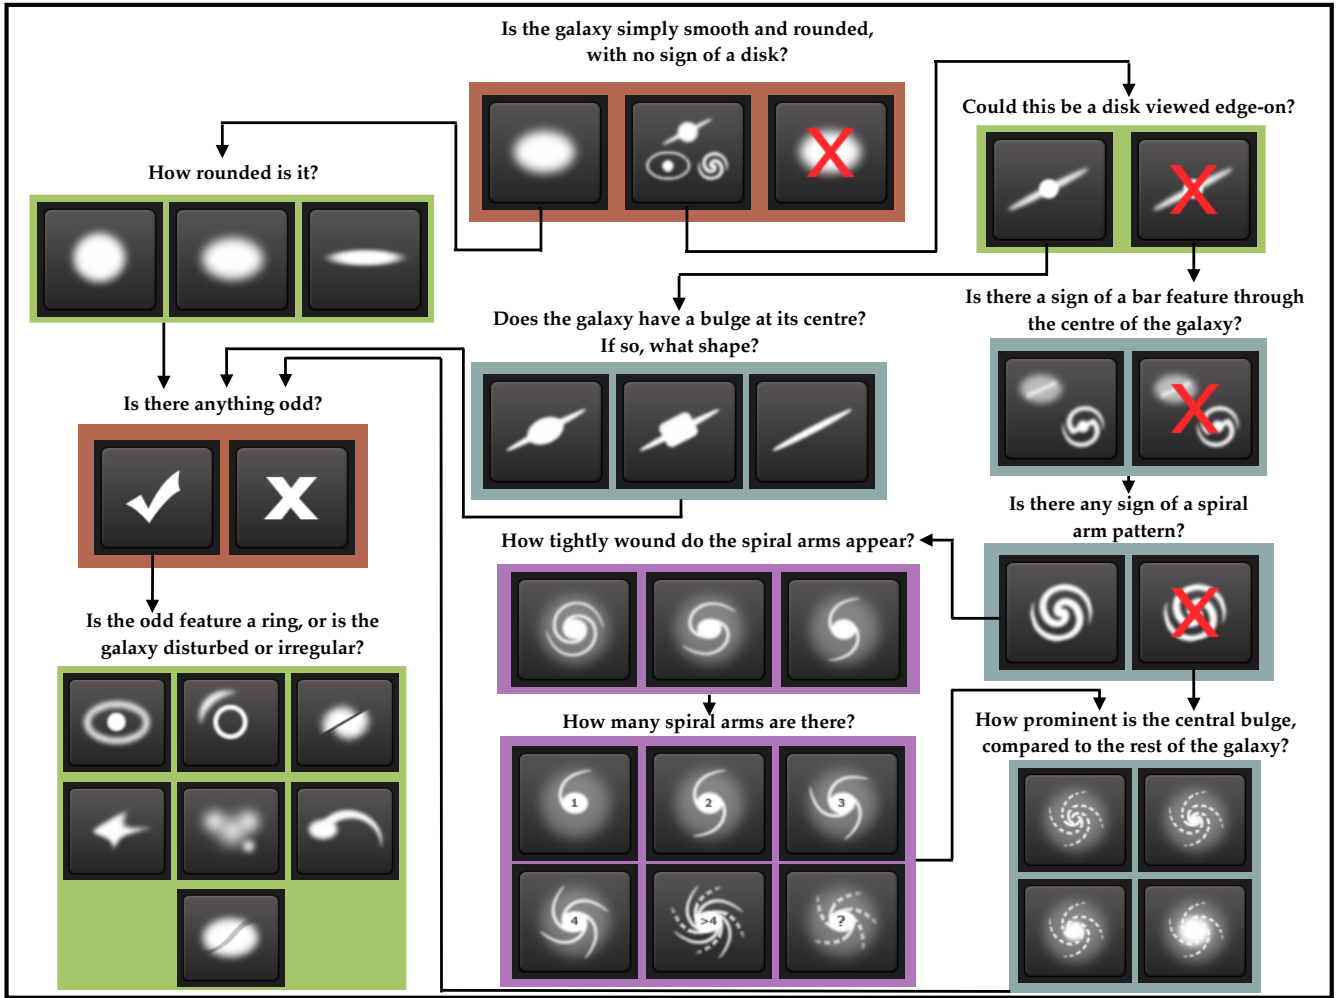 Is the galaxy simply smooth and rounded,
with no sign of a disk?
Could this be a disk viewed edge-on?
How rounded is it?
Is there a sign of a bar feature through
the centre of the galaxy?
Does the galaxy have a bulge at its centre?
If so, what shape?
Is there anything odd?
Is there any sign of a spiral
arm pattern?
How tightly wound do the spiral arms appear?
Is the odd feature a ring, or is the
galaxy disturbed or irregular?
How many spiral arms are there?
How prominent is the central bulge,
compared to the rest of the galaxy?
1
2
3
4
>4
?